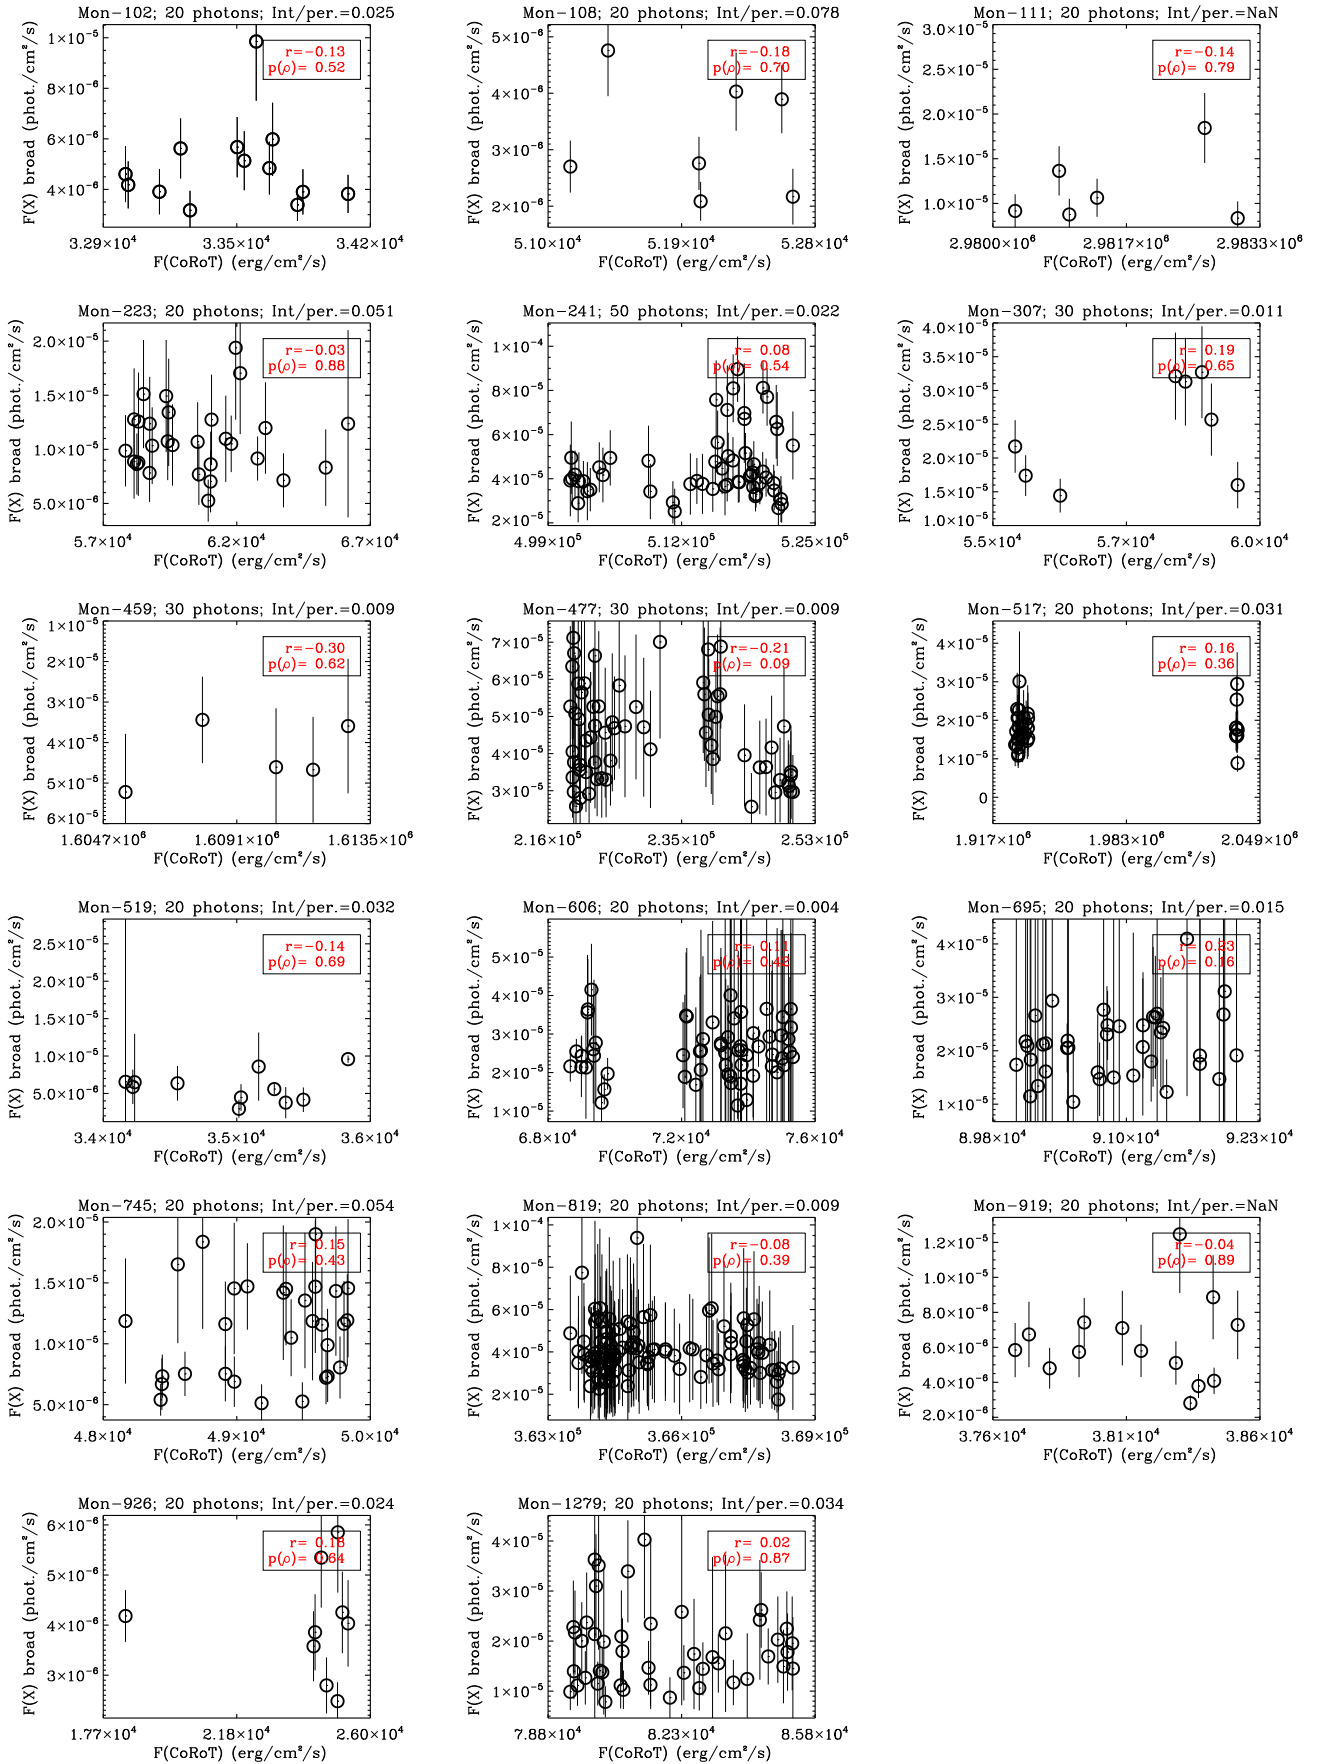 Mon-102; 20 photons; Int/per.=0.025
F(X) broad (phot./cm²/s)
1×10⁻⁵
8×10⁻⁶
6×10⁻⁶
4×10⁻⁶
r=-0.13
p(ρ)= 0.52
3.29×10⁴ 3.35×10⁴ 3.42×10⁴
F(CoRoT) (erg/cm²/s)
Mon-108; 20 photons; Int/per.=0.078
F(X) broad (phot./cm²/s)
5×10⁻⁶
4×10⁻⁶
3×10⁻⁶
2×10⁻⁶
r=-0.18
p(ρ)= 0.70
5.10×10⁴ 5.19×10⁴ 5.28×10⁴
F(CoRoT) (erg/cm²/s)
Mon-111; 20 photons; Int/per.=NaN
F(X) broad (phot./cm²/s)
3.0×10⁻⁵
2.5×10⁻⁵
2.0×10⁻⁵
1.5×10⁻⁵
1.0×10⁻⁵
r=-0.14
p(ρ)= 0.79
2.9800×10⁶ 2.9817×10⁶ 2.9833×10⁶
F(CoRoT) (erg/cm²/s)
Mon-223; 20 photons; Int/per.=0.051
F(X) broad (phot./cm²/s)
2.0×10⁻⁵
1.5×10⁻⁵
1.0×10⁻⁵
5.0×10⁻⁶
r=-0.03
p(ρ)= 0.88
5.7×10⁴ 6.2×10⁴ 6.7×10⁴
F(CoRoT) (erg/cm²/s)
Mon-241; 50 photons; Int/per.=0.022
F(X) broad (phot./cm²/s)
1×10⁻⁴
8×10⁻⁵
6×10⁻⁵
4×10⁻⁵
2×10⁻⁵
r= 0.08
p(ρ)= 0.54
4.99×10⁵ 5.12×10⁵ 5.25×10⁵
F(CoRoT) (erg/cm²/s)
Mon-307; 30 photons; Int/per.=0.011
F(X) broad (phot./cm²/s)
4.0×10⁻⁵
3.5×10⁻⁵
3.0×10⁻⁵
2.5×10⁻⁵
2.0×10⁻⁵
1.5×10⁻⁵
1.0×10⁻⁵
r= 0.19
p(ρ)= 0.65
5.5×10⁴ 5.7×10⁴ 6.0×10⁴
F(CoRoT) (erg/cm²/s)
Mon-459; 30 photons; Int/per.=0.009
F(X) broad (phot./cm²/s)
1×10⁻⁵
2×10⁻⁵
3×10⁻⁵
4×10⁻⁵
5×10⁻⁵
6×10⁻⁵
r=-0.30
p(ρ)= 0.62
1.6047×10⁶ 1.6091×10⁶ 1.6135×10⁶
F(CoRoT) (erg/cm²/s)
Mon-477; 30 photons; Int/per.=0.009
F(X) broad (phot./cm²/s)
7×10⁻⁵
6×10⁻⁵
5×10⁻⁵
4×10⁻⁵
3×10⁻⁵
r=-0.21
p(ρ)= 0.09
2.16×10⁵ 2.35×10⁵ 2.53×10⁵
F(CoRoT) (erg/cm²/s)
Mon-517; 20 photons; Int/per.=0.031
F(X) broad (phot./cm²/s)
4×10⁻⁵
3×10⁻⁵
2×10⁻⁵
1×10⁻⁵
0
r= 0.16
p(ρ)= 0.36
1.917×10⁶ 1.983×10⁶ 2.049×10⁶
F(CoRoT) (erg/cm²/s)
Mon-519; 20 photons; Int/per.=0.032
F(X) broad (phot./cm²/s)
2.5×10⁻⁵
2.0×10⁻⁵
1.5×10⁻⁵
1.0×10⁻⁵
5.0×10⁻⁶
r=-0.14
p(ρ)= 0.69
3.4×10⁴ 3.5×10⁴ 3.6×10⁴
F(CoRoT) (erg/cm²/s)
Mon-606; 20 photons; Int/per.=0.004
F(X) broad (phot./cm²/s)
5×10⁻⁵
4×10⁻⁵
3×10⁻⁵
2×10⁻⁵
1×10⁻⁵
r= 0.11
p(ρ)=
6.8×10⁴ 7.2×10⁴ 7.6×10⁴
F(CoRoT) (erg/cm²/s)
Mon-695; 20 photons; Int/per.=0.015
F(X) broad (phot./cm²/s)
4×10⁻⁵
3×10⁻⁵
2×10⁻⁵
1×10⁻⁵
r=
p(ρ)= 0.16
8.98×10⁴ 9.10×10⁴ 9.23×10⁴
F(CoRoT) (erg/cm²/s)
Mon-745; 20 photons; Int/per.=0.054
F(X) broad (phot./cm²/s)
2.0×10⁻⁵
1.5×10⁻⁵
1.0×10⁻⁵
5.0×10⁻⁶
r= 0.15
p(ρ)= 0.43
4.8×10⁴ 4.9×10⁴ 5.0×10⁴
F(CoRoT) (erg/cm²/s)
Mon-819; 20 photons; Int/per.=0.009
F(X) broad (phot./cm²/s)
1×10⁻⁴
8×10⁻⁵
6×10⁻⁵
4×10⁻⁵
2×10⁻⁵
r=-0.08
p(ρ)= 0.39
3.63×10⁵ 3.66×10⁵ 3.69×10⁵
F(CoRoT) (erg/cm²/s)
Mon-919; 20 photons; Int/per.=NaN
F(X) broad (phot./cm²/s)
1.2×10⁻⁵
1.0×10⁻⁵
8.0×10⁻⁶
6.0×10⁻⁶
4.0×10⁻⁶
2.0×10⁻⁶
r=-0.04
p(ρ)= 0.89
3.76×10⁴ 3.81×10⁴ 3.86×10⁴
F(CoRoT) (erg/cm²/s)
Mon-926; 20 photons; Int/per.=0.024
F(X) broad (phot./cm²/s)
6×10⁻⁶
5×10⁻⁶
4×10⁻⁶
3×10⁻⁶
r= 0.18
p(ρ)= 0.64
1.77×10⁴ 2.18×10⁴ 2.60×10⁴
F(CoRoT) (erg/cm²/s)
Mon-1279; 20 photons; Int/per.=0.034
F(X) broad (phot./cm²/s)
4×10⁻⁵
3×10⁻⁵
2×10⁻⁵
1×10⁻⁵
r= 0.02
p(ρ)= 0.87
7.88×10⁴ 8.23×10⁴ 8.58×10⁴
F(CoRoT) (erg/cm²/s)